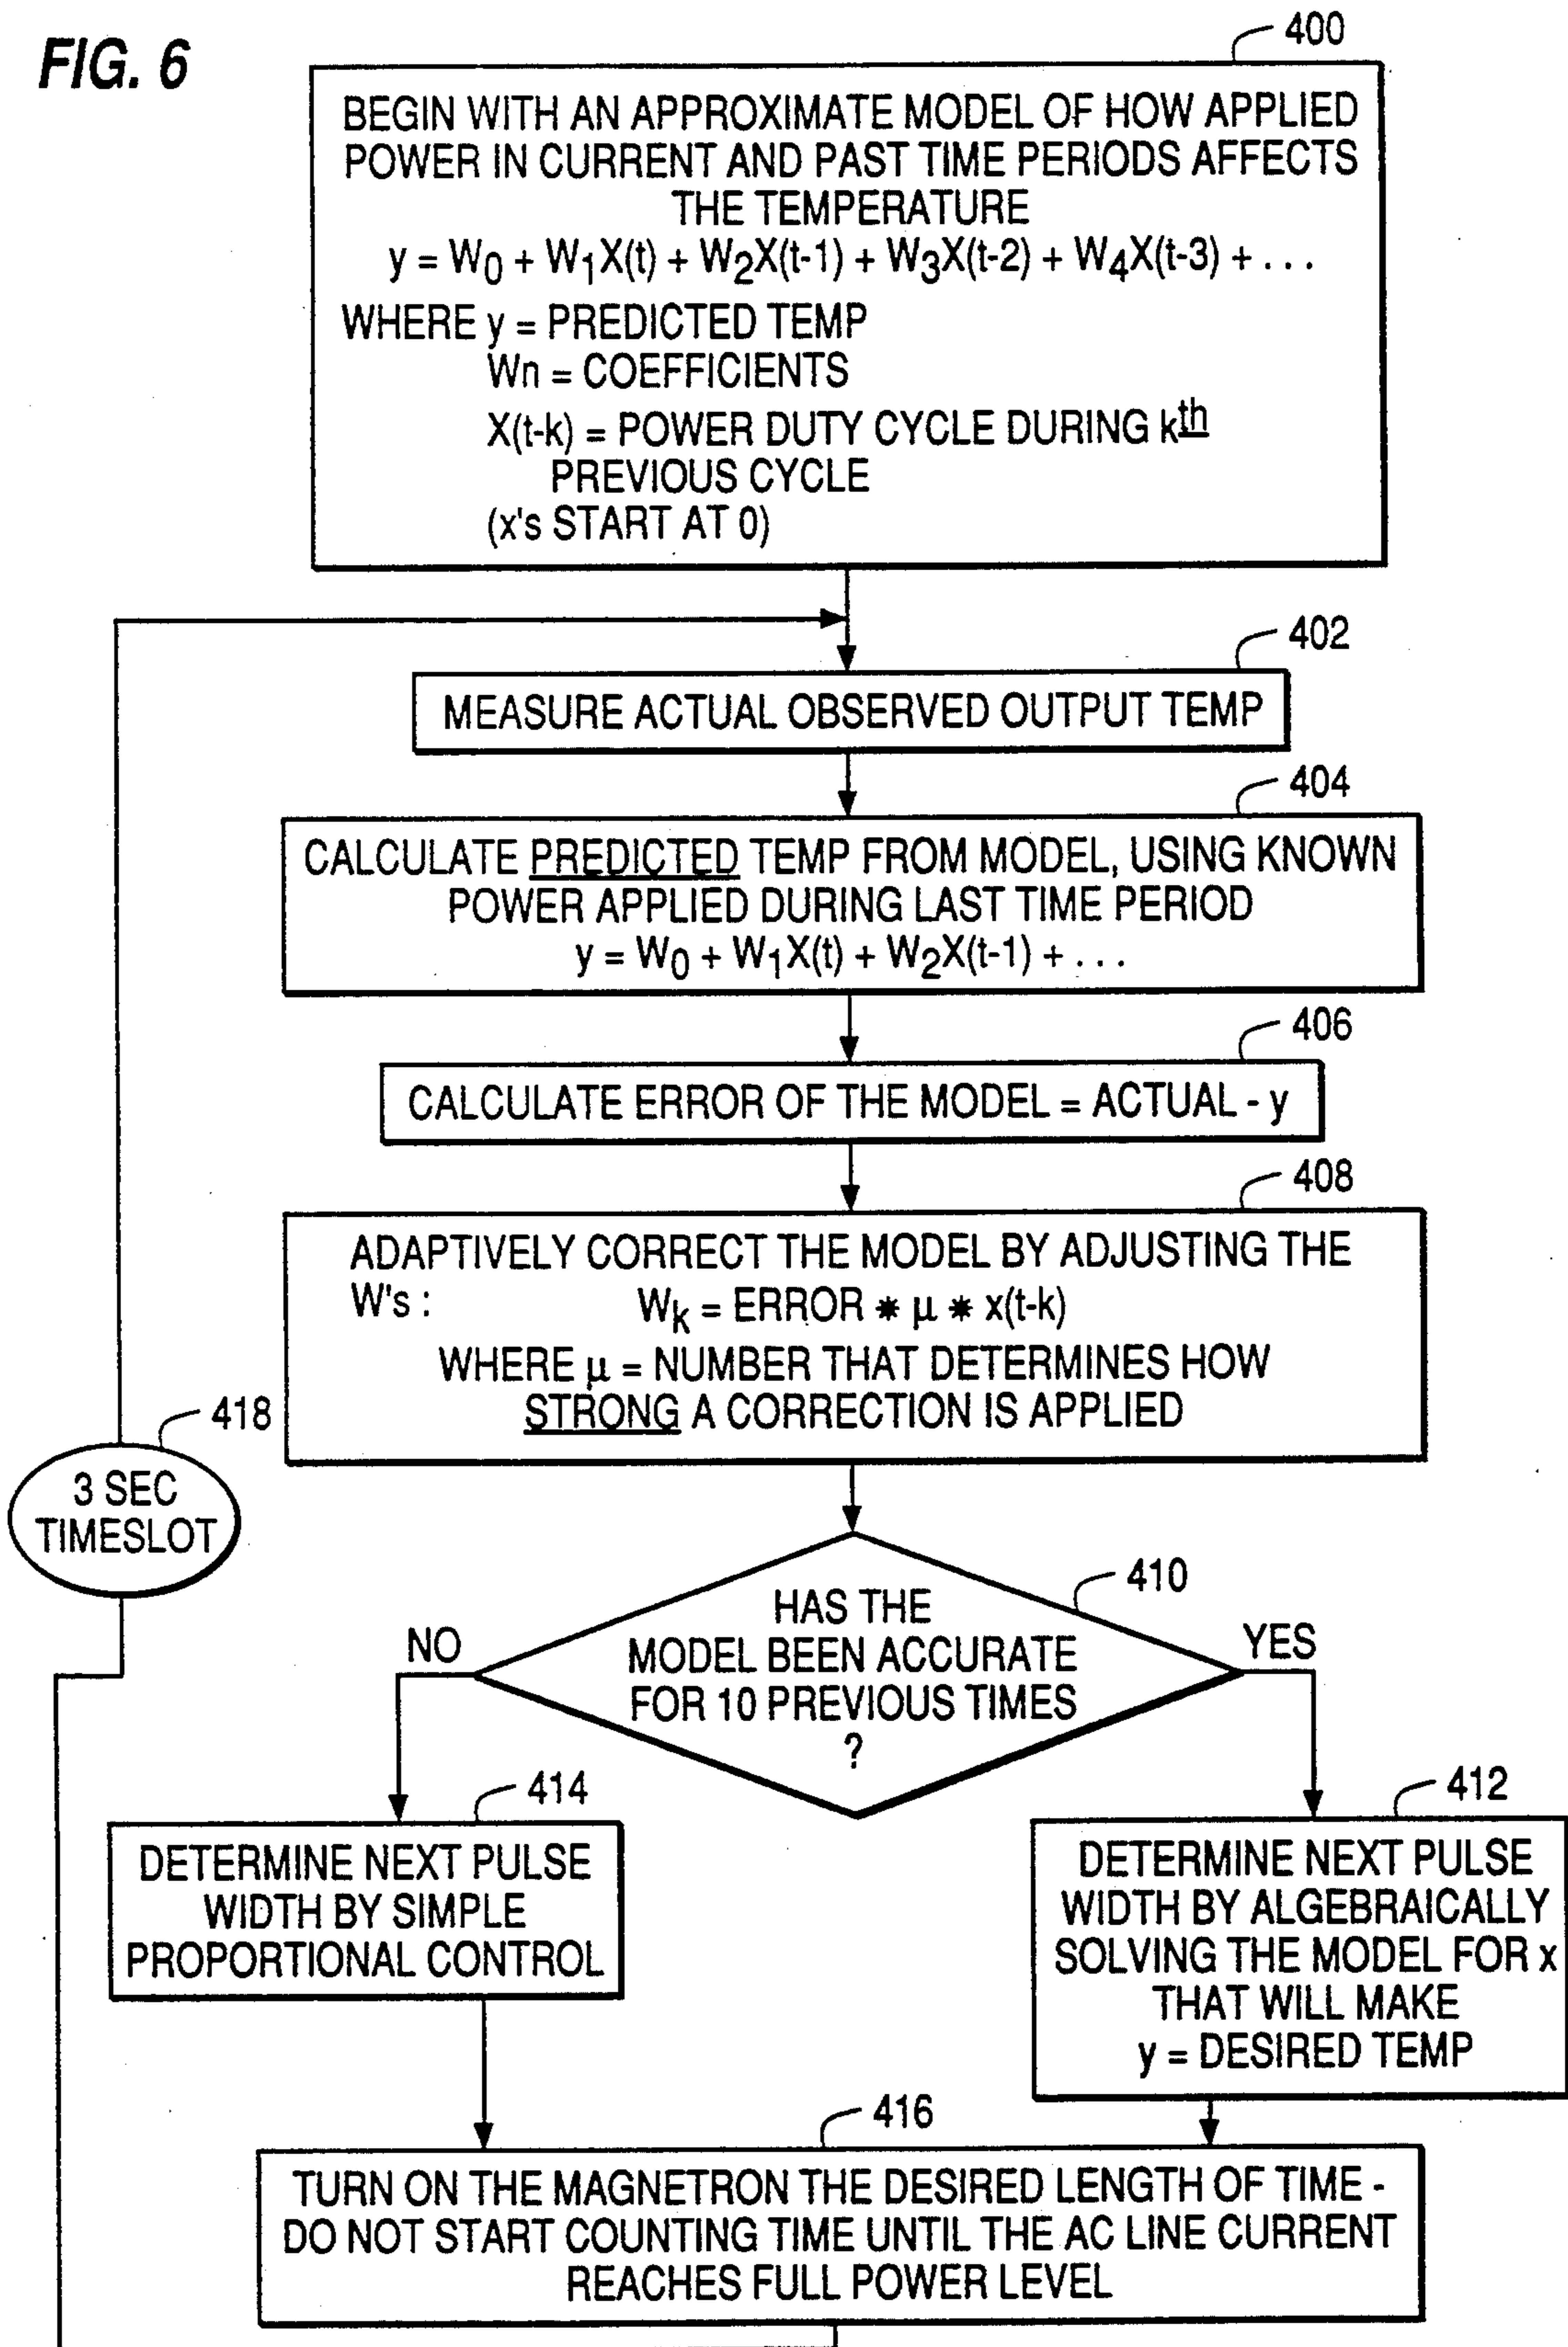 FIG. 6
400
BEGIN WITH AN APPROXIMATE MODEL OF HOW APPLIED
POWER IN CURRENT AND PAST TIME PERIODS AFFECTS
THE TEMPERATURE
y = W0 + W1X(t) + W2X(t-1) + W3X(t-2) + W4X(t-3) + . . .
WHERE y = PREDICTED TEMP
Wn = COEFFICIENTS
X(t-k) = POWER DUTY CYCLE DURING kth
PREVIOUS CYCLE
(x's START AT 0)
402
MEASURE ACTUAL OBSERVED OUTPUT TEMP
404
CALCULATE PREDICTED TEMP FROM MODEL, USING KNOWN
POWER APPLIED DURING LAST TIME PERIOD
y = W0 + W1X(t) + W2X(t-1) + . . .
406
CALCULATE ERROR OF THE MODEL = ACTUAL - y
408
ADAPTIVELY CORRECT THE MODEL BY ADJUSTING THE
W's : Wk = ERROR * μ * x(t-k)
WHERE μ = NUMBER THAT DETERMINES HOW
STRONG A CORRECTION IS APPLIED
418
3 SEC
TIMESLOT
410
HAS THE
MODEL BEEN ACCURATE
FOR 10 PREVIOUS TIMES
?
NO
YES
414
DETERMINE NEXT PULSE
WIDTH BY SIMPLE
PROPORTIONAL CONTROL
412
DETERMINE NEXT PULSE
WIDTH BY ALGEBRAICALLY
SOLVING THE MODEL FOR x
THAT WILL MAKE
y = DESIRED TEMP
416
TURN ON THE MAGNETRON THE DESIRED LENGTH OF TIME -
DO NOT START COUNTING TIME UNTIL THE AC LINE CURRENT
REACHES FULL POWER LEVEL